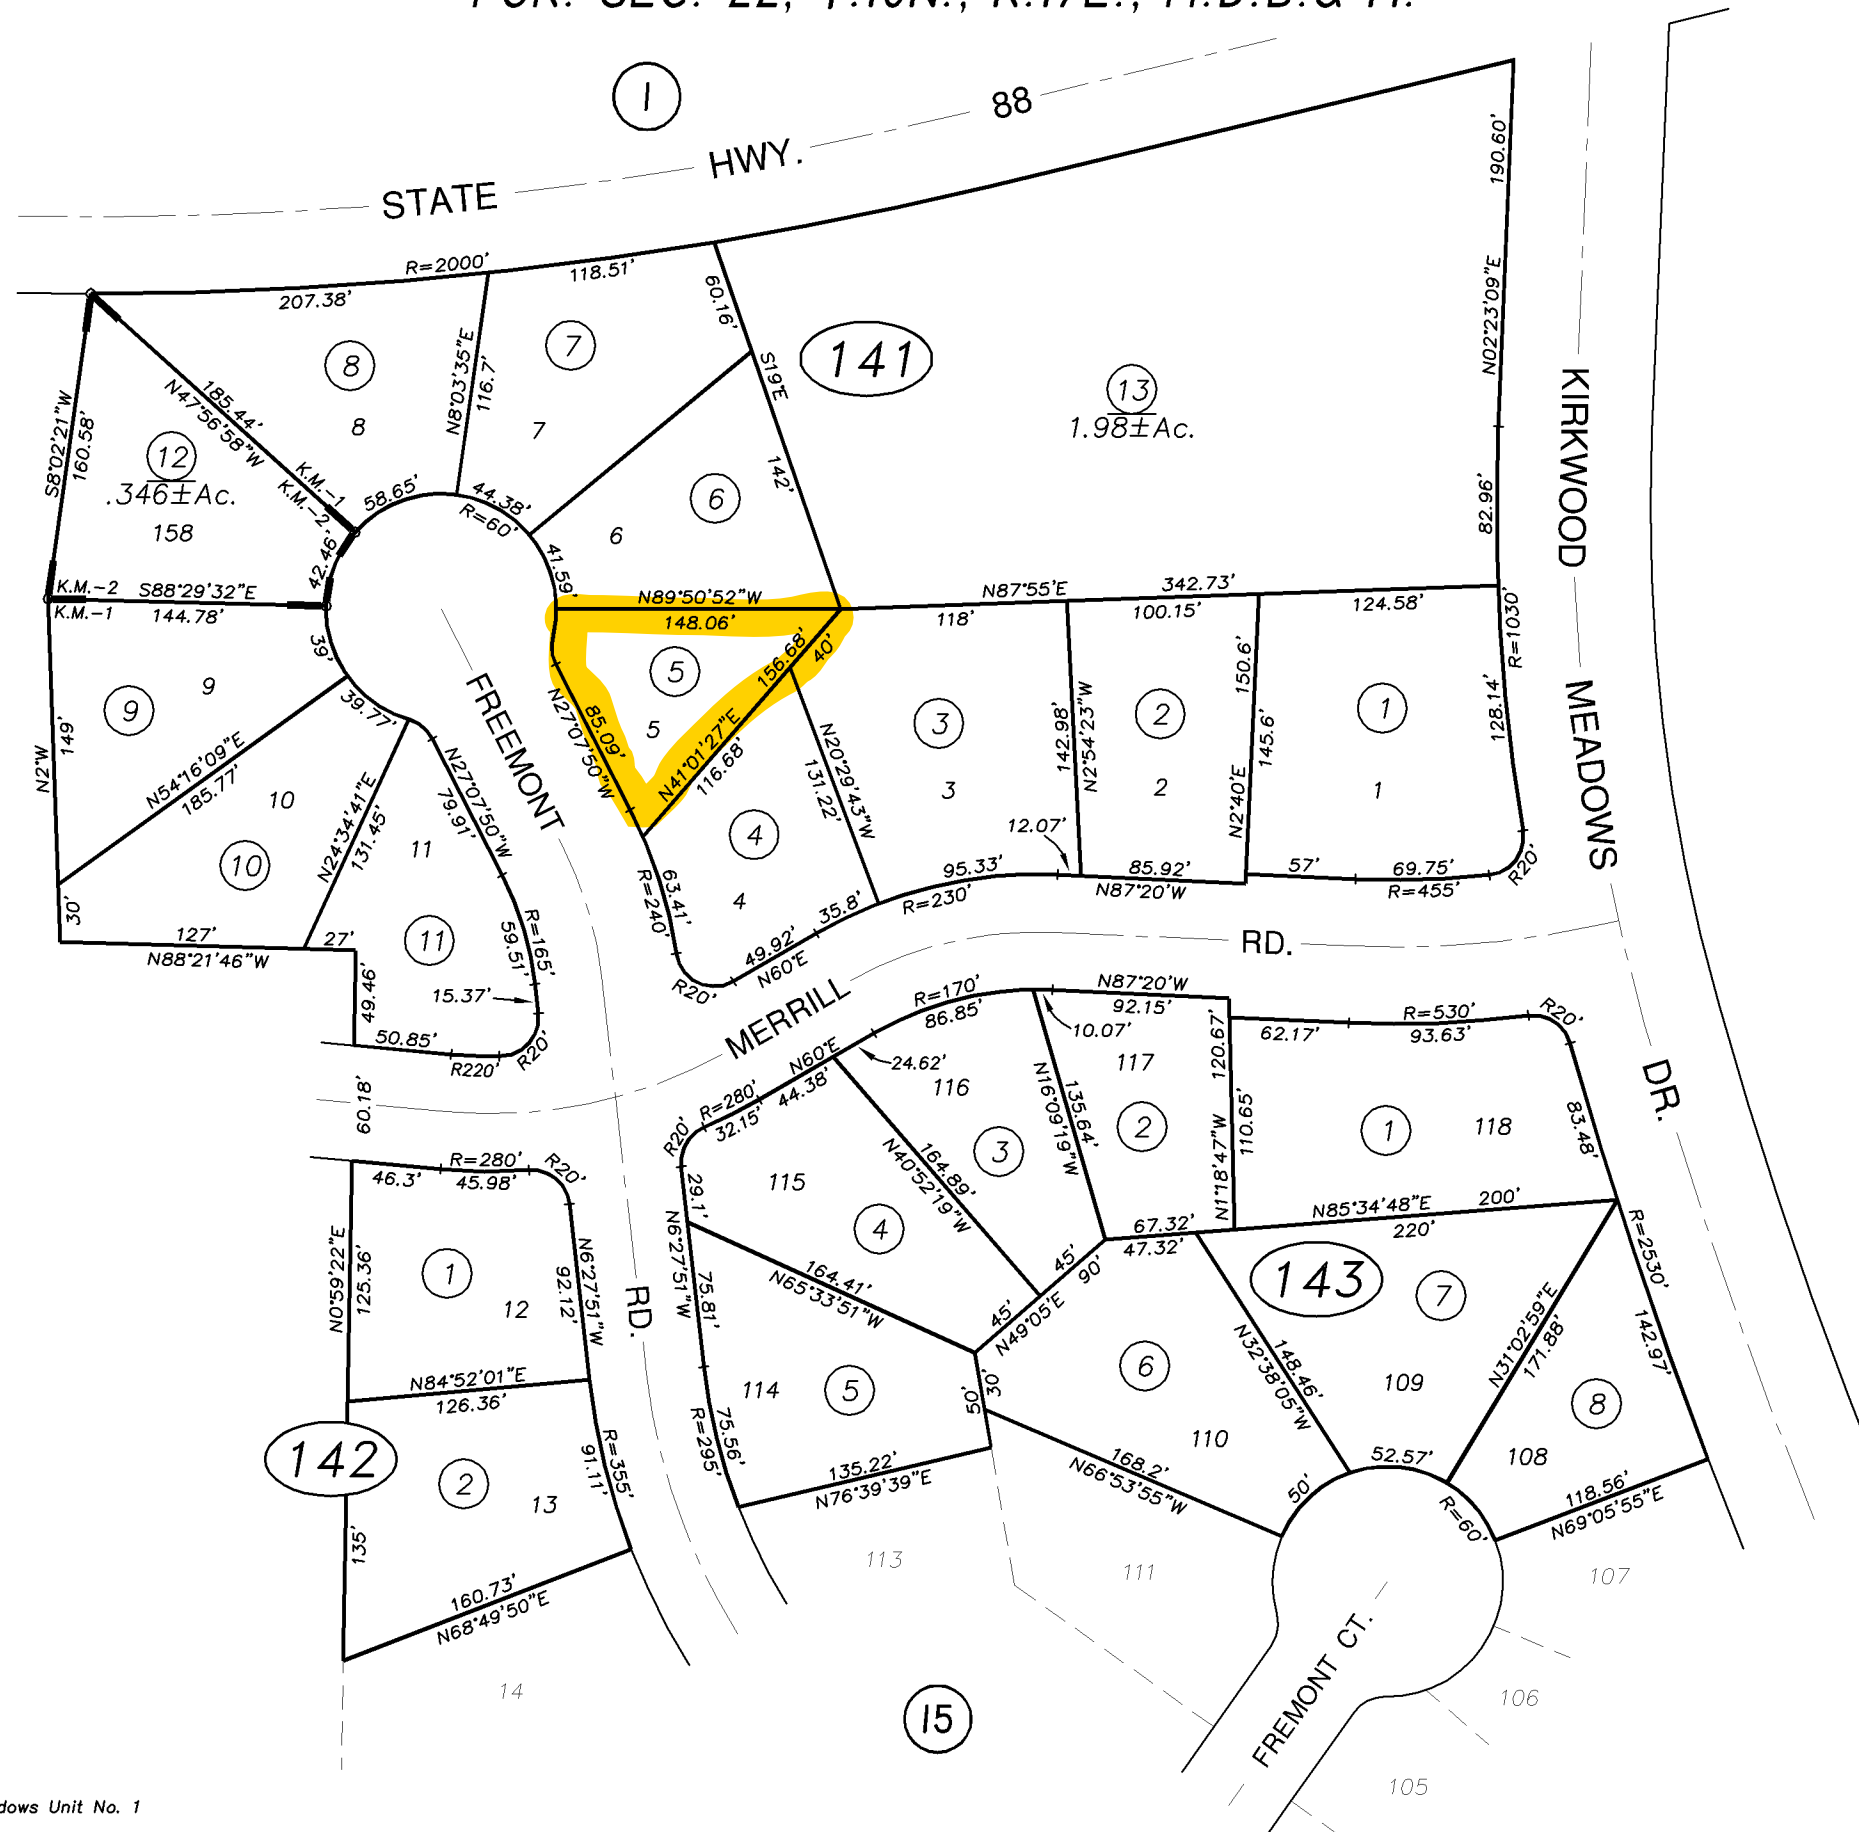 POR. SEC. 22, T.10N., R.17E., M.D.B.& M.
1
STATE HWY. 88
R=2000'
207.38'
118.51'
60.16'
S19°E
142'
190.60'
N02°23'09"E
82.96'
141
13
1.98±Ac.
8
8
N8°03'35"E
116.7'
7
7
6
6
185.44'
N47°56'58"W
S8°02'21"W
160.58'
12
.346±Ac.
158
K.M.-1
K.M.-2
58.65'
44.38'
R=60'
41.59'
42.46'
K.M.-2
K.M.-1
S88°29'32"E
144.78'
39'
39.77'
N89°50'52"W
148.06'
5
5
156.68'
40'
N41°01'27"E
116.68'
85.09'
N27°07'50"W
N87°55'E
342.73'
118'
100.15'
124.58'
R=1030'
128.14'
KIRKWOOD MEADOWS DR.
FREEMONT RD.
9
9
N2°W
149'
N54°16'09"E
185.77'
10
10
N24°34'41"E
131.45'
N27°07'50"W
79.91'
11
11
R=165'
59.51'
15.37'
30'
127'
27'
N88°21'46"W
49.46'
50.85'
R220'
R20'
60.18'
4
4
63.41'
R=240'
R20'
49.92'
N60°E
35.8'
N20°29'43"W
131.22'
3
3
95.33'
R=230'
12.07'
142.98'
N2°54'23"W
2
2
85.92'
N87°20'W
150.6'
145.6'
N2°40'E
1
1
57'
69.75'
R=455'
R20'
MERRILL RD.
R=280'
46.3'
45.98'
R20'
N0°59'22"E
125.36'
1
12
N6°27'51"W
92.12'
N84°52'01"E
126.36'
142
2
13
R=355'
91.11'
135'
160.73'
N68°49'50"E
14
R20'
R=280'
32.15'
N60°E
44.38'
24.62'
R=170'
86.85'
10.07'
N87°20'W
92.15'
29.1'
N6°27'51"W
75.81'
115
4
164.41'
N65°33'51"W
116
3
164.89'
N40°52'19"W
N16°09'19"W
135.64'
117
2
120.67'
110.65'
N1°18'47"W
R=530'
62.17'
93.63'
R20'
1
118
83.48'
N85°34'48"E
200'
220'
67.32'
47.32'
45'
90'
45'
N49°05'E
143
7
109
114
5
75.56'
R=295'
30'
50'
135.22'
N76°39'39"E
6
110
N32°38'05"W
148.46'
N31°02'59"E
171.88'
R=2530'
142.97'
8
108
168.2'
N66°53'55"W
50'
52.57'
R=60'
118.56'
N69°05'55"E
113
111
107
106
105
FREMONT CT.
15
dows Unit No. 1